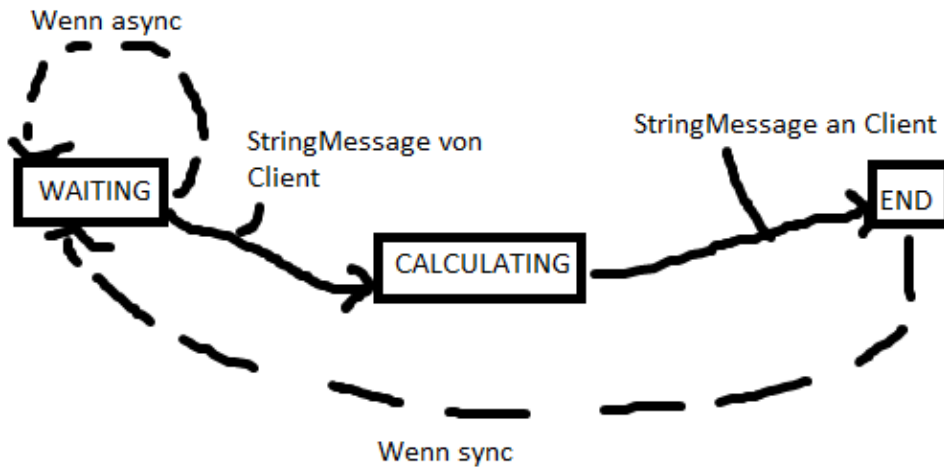 Wenn async
StringMessage von
Client
StringMessage an Client
WAITING
END
CALCULATING
Wenn sync